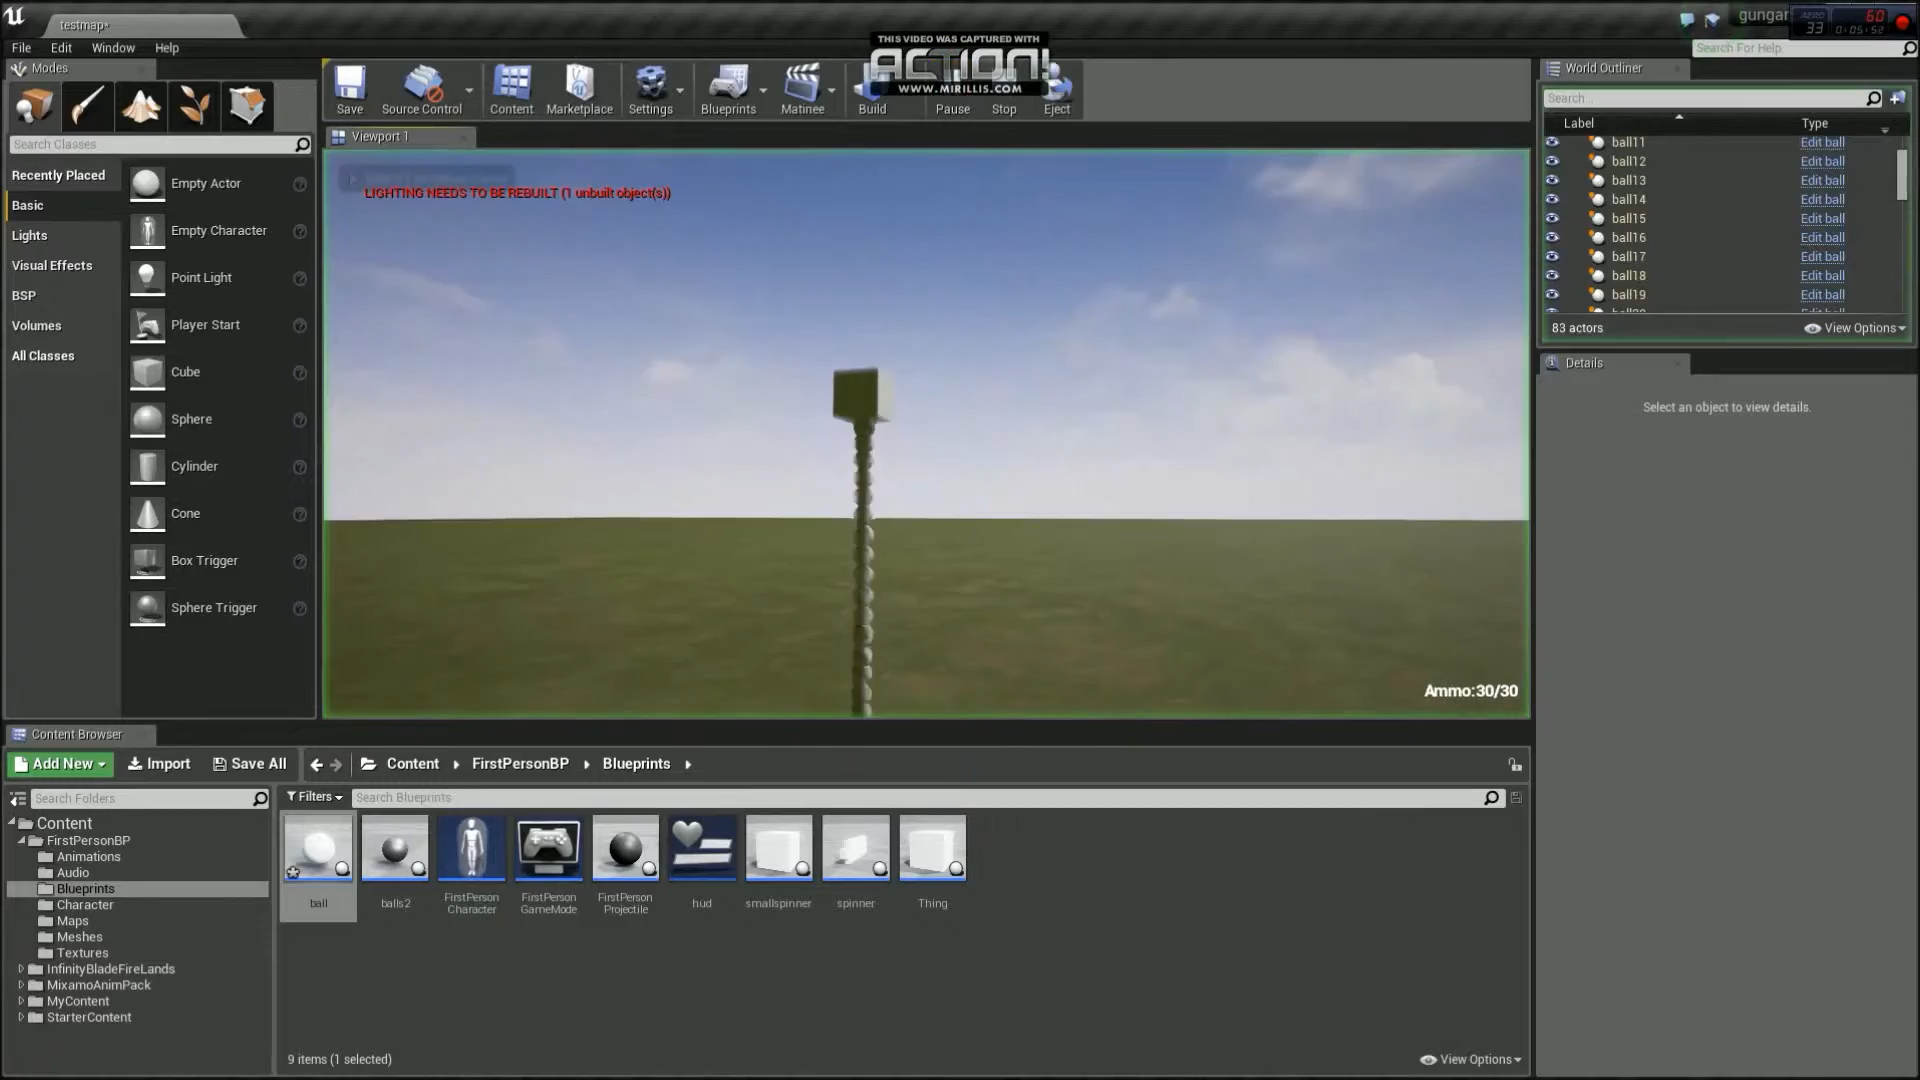 testmap*
gungar
AERO
33
60
0:05:52
File Edit Window Help
THIS VIDEO WAS CAPTURED WITH
ACTION!
WWW.MIRILLIS.COM
Search For Help
Modes
Save
Source Control
Content
Marketplace
Settings
Blueprints
Matinee
Build
Pause
Stop
Eject
World Outliner
Search...
Label Type
ball11 Edit ball
ball12 Edit ball
ball13 Edit ball
ball14 Edit ball
ball15 Edit ball
ball16 Edit ball
ball17 Edit ball
ball18 Edit ball
ball19 Edit ball
83 actors
View Options
Details
Select an object to view details.
Search Classes
Recently Placed
Basic
Lights
Visual Effects
BSP
Volumes
All Classes
Empty Actor
Empty Character
Point Light
Player Start
Cube
Sphere
Cylinder
Cone
Box Trigger
Sphere Trigger
Viewport 1
LIGHTING NEEDS TO BE REBUILT (1 unbuilt object(s))
Ammo:30/30
Content Browser
Add New
Import
Save All
Content
FirstPersonBP
Blueprints
Search Folders
Filters
Search Blueprints
Content
FirstPersonBP
Animations
Audio
Blueprints
Character
Maps
Meshes
Textures
InfinityBladeFireLands
MixamoAnimPack
MyContent
StarterContent
ball
balls2
FirstPerson
Character
FirstPerson
GameMode
FirstPerson
Projectile
hud
smallspinner
spinner
Thing
9 items (1 selected)
View Options